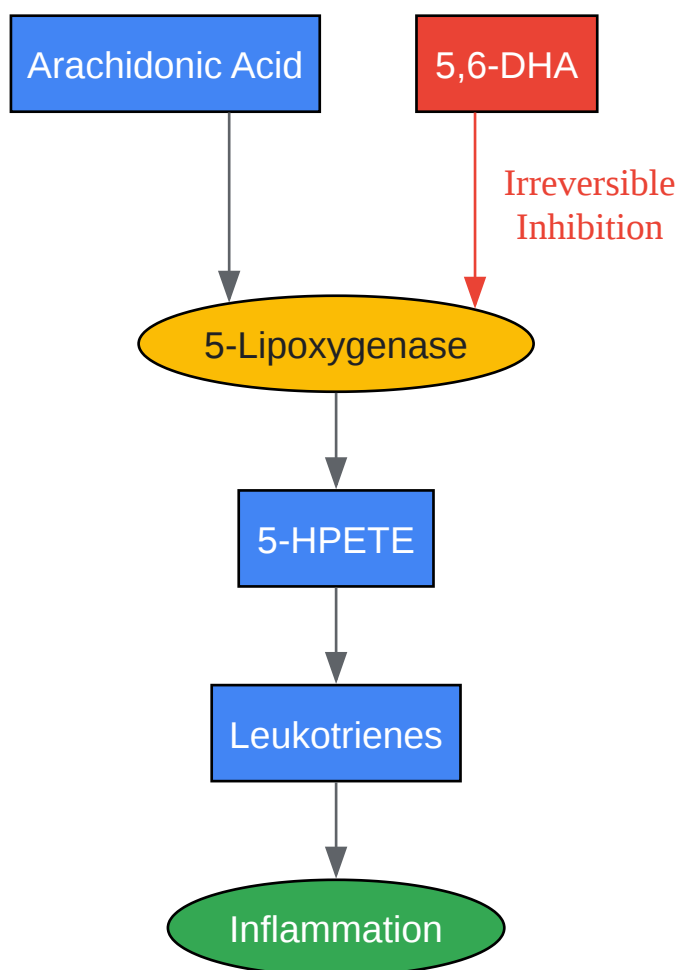 Arachidonic Acid
5,6-DHA
Irreversible
Inhibition
5-Lipoxygenase
5-HPETE
Leukotrienes
Inflammation